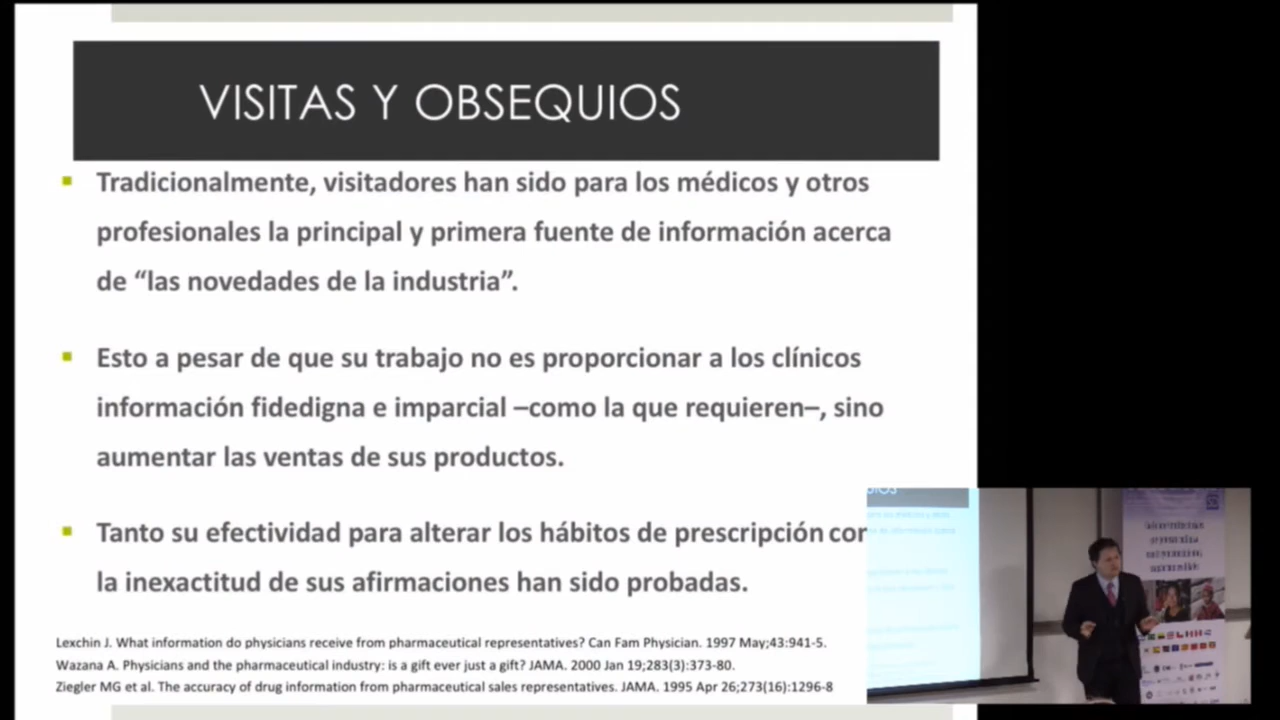 VISITAS Y OBSEQUIOS
Tradicionalmente, visitadores han sido para los médicos y otros
profesionales la principal y primera fuente de información acerca
de “las novedades de la industria”.
Esto a pesar de que su trabajo no es proporcionar a los clínicos
información fidedigna e imparcial –como la que requieren–, sino
aumentar las ventas de sus productos.
Tanto su efectividad para alterar los hábitos de prescripción
la inexactitud de sus afirmaciones han sido probadas.
Lexchin J. What information do physicians receive from pharmaceutical representatives? Can Fam Physician. 1997 May;43:941-5.
Wazana A. Physicians and the pharmaceutical industry: is a gift ever just a gift? JAMA. 2000 Jan 19;283(3):373-80.
Ziegler MG et al. The accuracy of drug information from pharmaceutical sales representatives. JAMA. 1995 Apr 26;273(16):1296-8